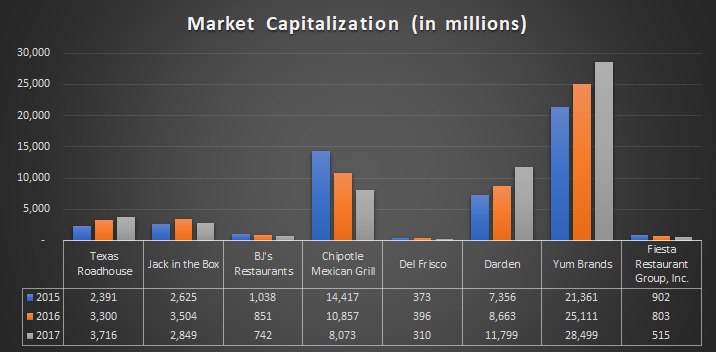 Market Capitalization (in millions)
30,000
25,000
20,000
15,000
10,000
5,000
-
Texas Roadhouse Jack in the Box BJ's Restaurants Chipotle Mexican Grill Del Frisco Darden Yum Brands Fiesta Restaurant Group, Inc.
2015 2,391 2,625 1,038 14,417 373 7,356 21,361 902
2016 3,300 3,504 851 10,857 396 8,663 25,111 803
2017 3,716 2,849 742 8,073 310 11,799 28,499 515